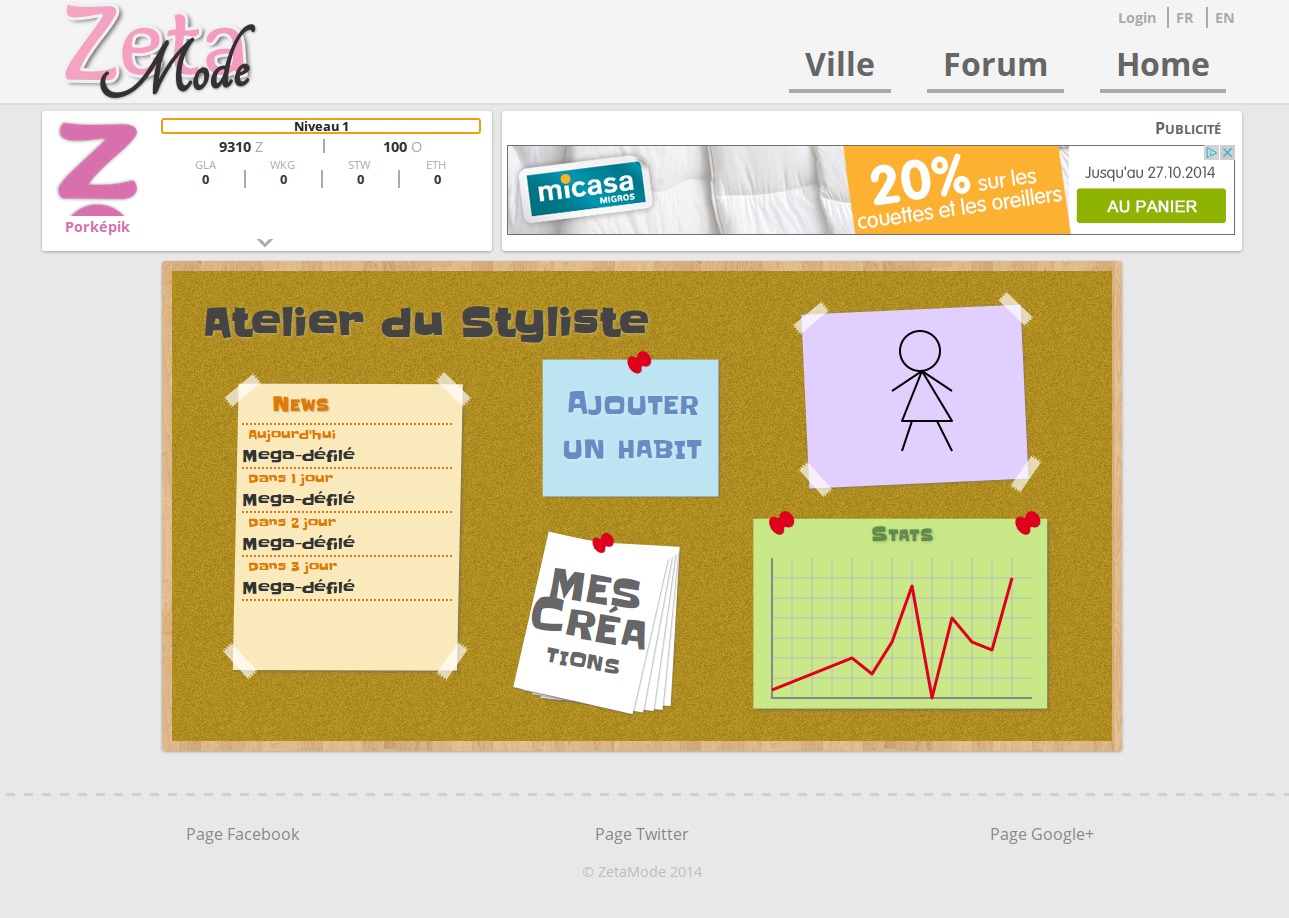 Zeta
Mode
Login
FR
EN
Ville
Forum
Home
Z
Porképik
Niveau 1
9310 Z
100 O
GLA
WKG
STW
ETH
0
0
0
0
Publicité
micasa
MIGROS
20% sur les
couettes et les oreillers
Jusqu'au 27.10.2014
AU PANIER
Atelier du Styliste
News
Aujourd'hui
Mega-défilé
Dans 1 jour
Mega-défilé
Dans 2 jour
Mega-défilé
Dans 3 jour
Mega-défilé
Ajouter
un habit
Mes
Créa
tions
Stats
Page Facebook
Page Twitter
Page Google+
© ZetaMode 2014